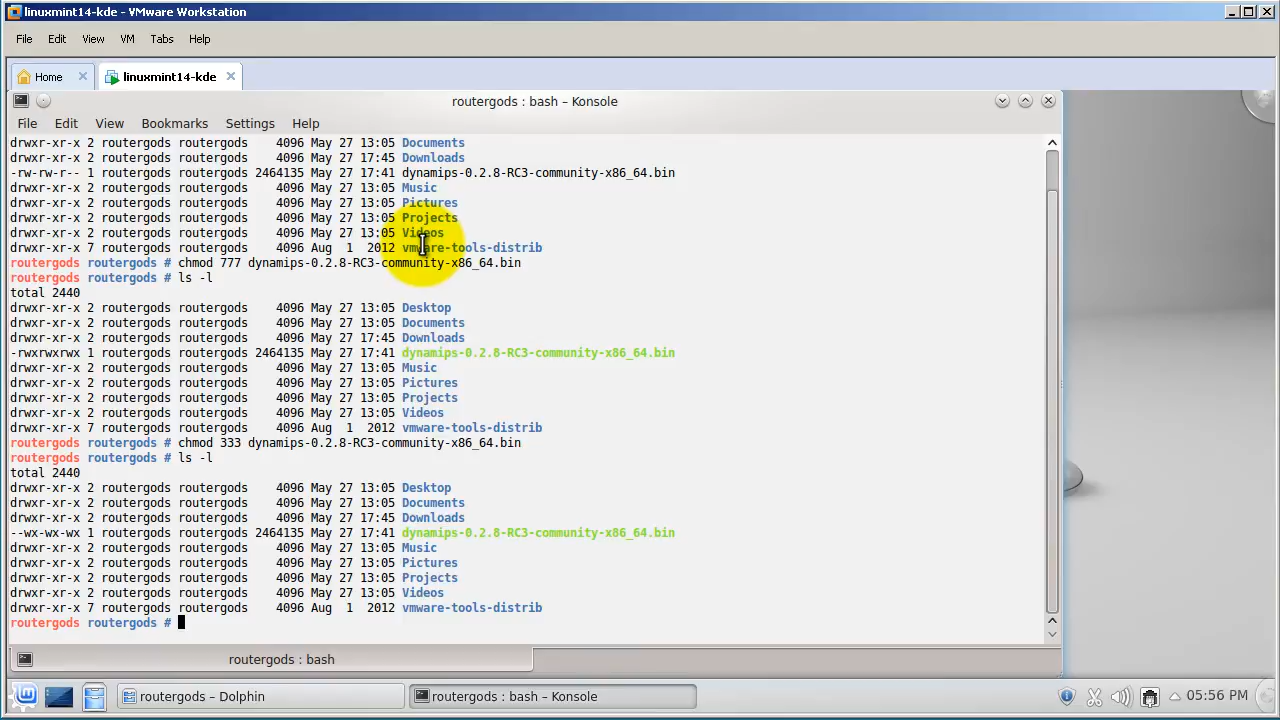 linuxmint14-kde - VMware Workstation
File Edit View VM Tabs Help
Home linuxmint14-kde
routergods : bash – Konsole
File Edit View Bookmarks Settings Help
drwxr-xr-x 2 routergods routergods    4096 May 27 13:05 Documents
drwxr-xr-x 2 routergods routergods    4096 May 27 17:45 Downloads
-rw-rw-r-- 1 routergods routergods 2464135 May 27 17:41 dynamips-0.2.8-RC3-community-x86_64.bin
drwxr-xr-x 2 routergods routergods    4096 May 27 13:05 Music
drwxr-xr-x 2 routergods routergods    4096 May 27 13:05 Pictures
drwxr-xr-x 2 routergods routergods    4096 May 27 13:05 Projects
drwxr-xr-x 2 routergods routergods    4096 May 27 13:05 Videos
drwxr-xr-x 7 routergods routergods    4096 Aug  1  2012 vmware-tools-distrib
routergods routergods # chmod 777 dynamips-0.2.8-RC3-community-x86_64.bin
routergods routergods # ls -l
total 2440
drwxr-xr-x 2 routergods routergods    4096 May 27 13:05 Desktop
drwxr-xr-x 2 routergods routergods    4096 May 27 13:05 Documents
drwxr-xr-x 2 routergods routergods    4096 May 27 17:45 Downloads
-rwxrwxrwx 1 routergods routergods 2464135 May 27 17:41 dynamips-0.2.8-RC3-community-x86_64.bin
drwxr-xr-x 2 routergods routergods    4096 May 27 13:05 Music
drwxr-xr-x 2 routergods routergods    4096 May 27 13:05 Pictures
drwxr-xr-x 2 routergods routergods    4096 May 27 13:05 Projects
drwxr-xr-x 2 routergods routergods    4096 May 27 13:05 Videos
drwxr-xr-x 7 routergods routergods    4096 Aug  1  2012 vmware-tools-distrib
routergods routergods # chmod 333 dynamips-0.2.8-RC3-community-x86_64.bin
routergods routergods # ls -l
total 2440
drwxr-xr-x 2 routergods routergods    4096 May 27 13:05 Desktop
drwxr-xr-x 2 routergods routergods    4096 May 27 13:05 Documents
drwxr-xr-x 2 routergods routergods    4096 May 27 17:45 Downloads
--wx-wx-wx 1 routergods routergods 2464135 May 27 17:41 dynamips-0.2.8-RC3-community-x86_64.bin
drwxr-xr-x 2 routergods routergods    4096 May 27 13:05 Music
drwxr-xr-x 2 routergods routergods    4096 May 27 13:05 Pictures
drwxr-xr-x 2 routergods routergods    4096 May 27 13:05 Projects
drwxr-xr-x 2 routergods routergods    4096 May 27 13:05 Videos
drwxr-xr-x 7 routergods routergods    4096 Aug  1  2012 vmware-tools-distrib
routergods routergods #
routergods : bash
routergods – Dolphin routergods : bash – Konsole 05:56 PM